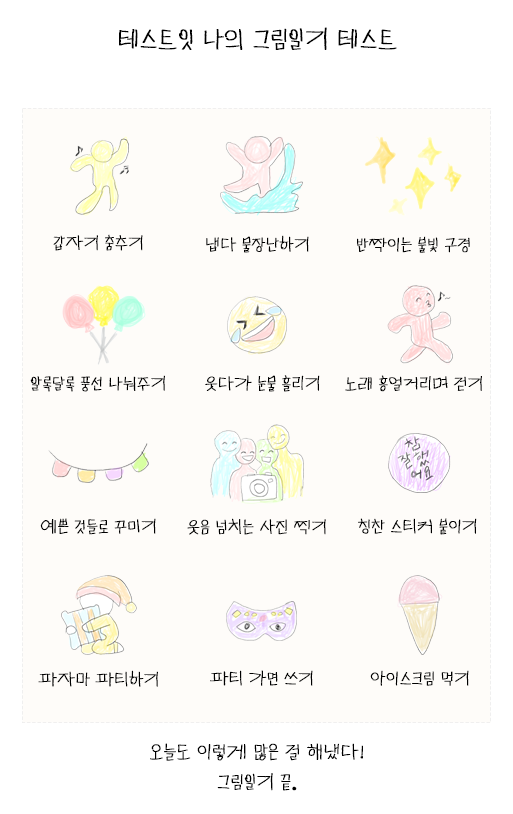 테스트잇 나의 그림일기 테스트
갑자기 춤추기
냅다 물장난하기
반짝이는 불빛 구경
알록달록 풍선 나눠주기
웃다가 눈물 흘리기
노래 흥얼거리며 걷기
예쁜 것들로 꾸미기
웃음 넘치는 사진 찍기
참
잘했
어요
칭찬 스티커 붙이기
파자마 파티하기
파티 가면 쓰기
아이스크림 먹기
오늘도 이렇게 많은 걸 해냈다!
그림일기 끝.